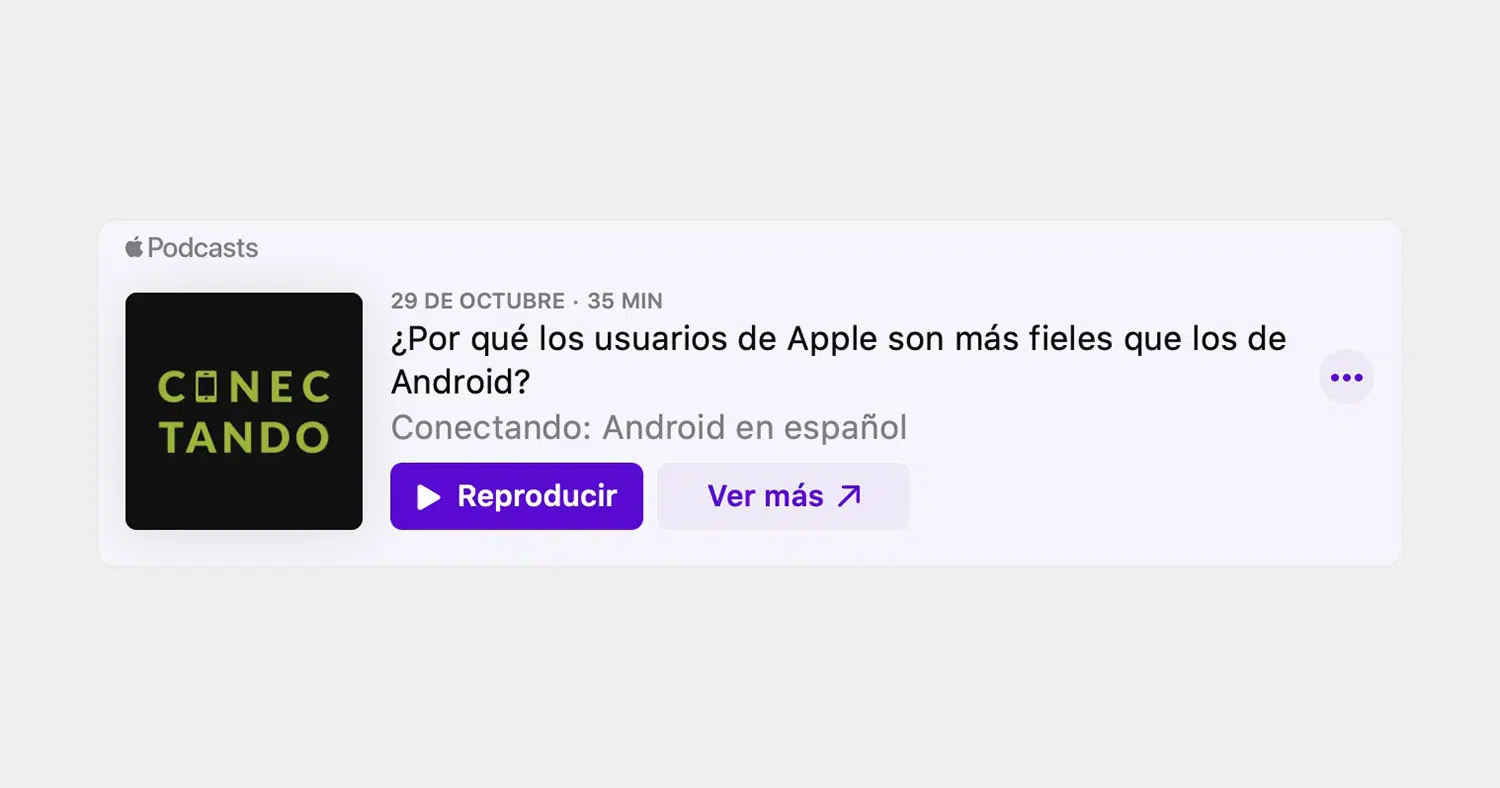 Podcasts
CONEC
TANDO
29 DE OCTUBRE · 35 MIN
¿Por qué los usuarios de Apple son más fieles que los de
Android?
Conectando: Android en español
Reproducir
Ver más